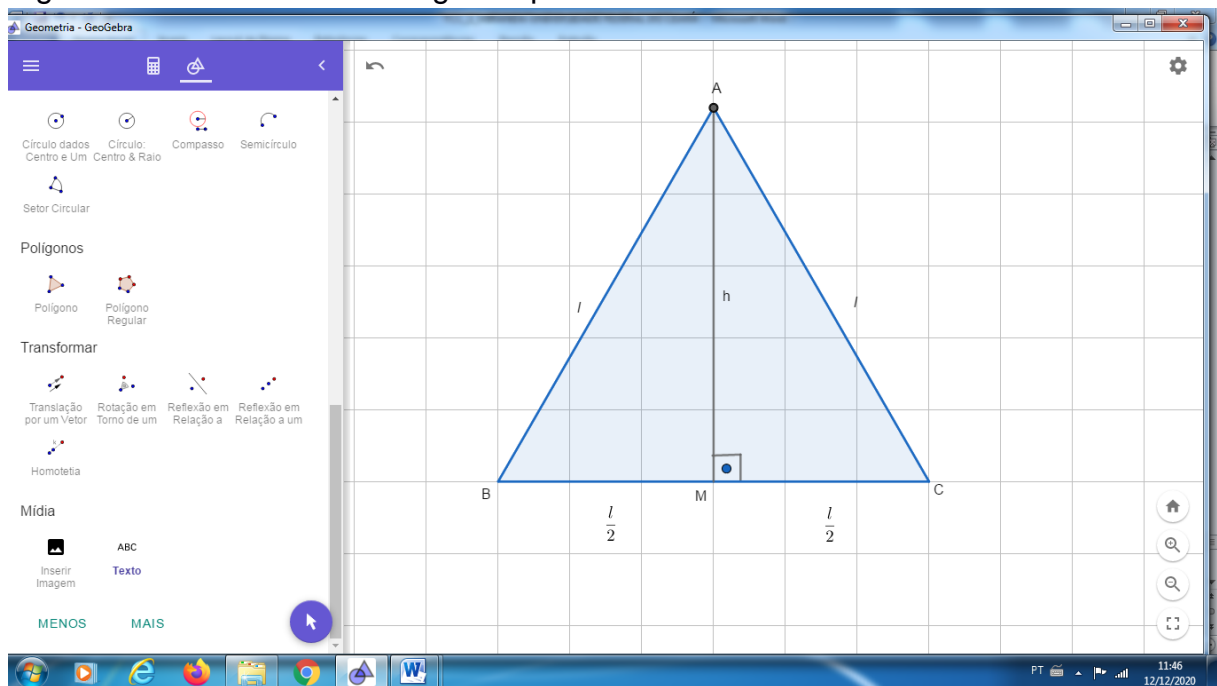 Geometria - GeoGebra
Círculo dados Centro e Um
Círculo: Centro & Raio
Compasso
Semicírculo
Setor Circular
Polígonos
Polígono
Polígono Regular
Transformar
Translação por um Vetor
Rotação em Torno de um
Reflexão em Relação a
Reflexão em Relação a um
Homotetia
Mídia
Inserir Imagem
ABC
Texto
MENOS
MAIS
A
l
h
l
B
M
C
l/2
l/2
PT
11:46
12/12/2020